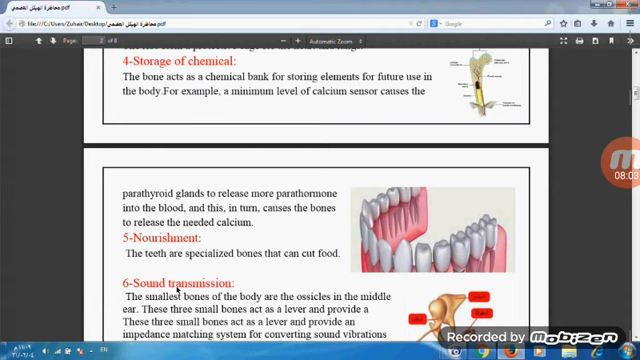 محاضرة الهيكل العضمي.pdf
file:///C:/Users/Zuhair/Desktop/محاضرة الهيكل العضمي.pdf
Search
Page: 2 of 8
Automatic Zoom
4-Storage of chemical:
The bone acts as a chemical bank for storing elements for future use in
the body.For example, a minimum level of calcium sensor causes the
parathyroid glands to release more parathormone
into the blood, and this, in turn, causes the bones
to release the needed calcium.
5-Nourishment:
The teeth are specialized bones that can cut food.
6-Sound transmission:
The smallest bones of the body are the ossicles in the middle
ear. These three small bones act as a lever and provide a
These three small bones act as a lever and provide an
impedance matching system for converting sound vibrations
08:03
Recorded by
Mobizen
EN